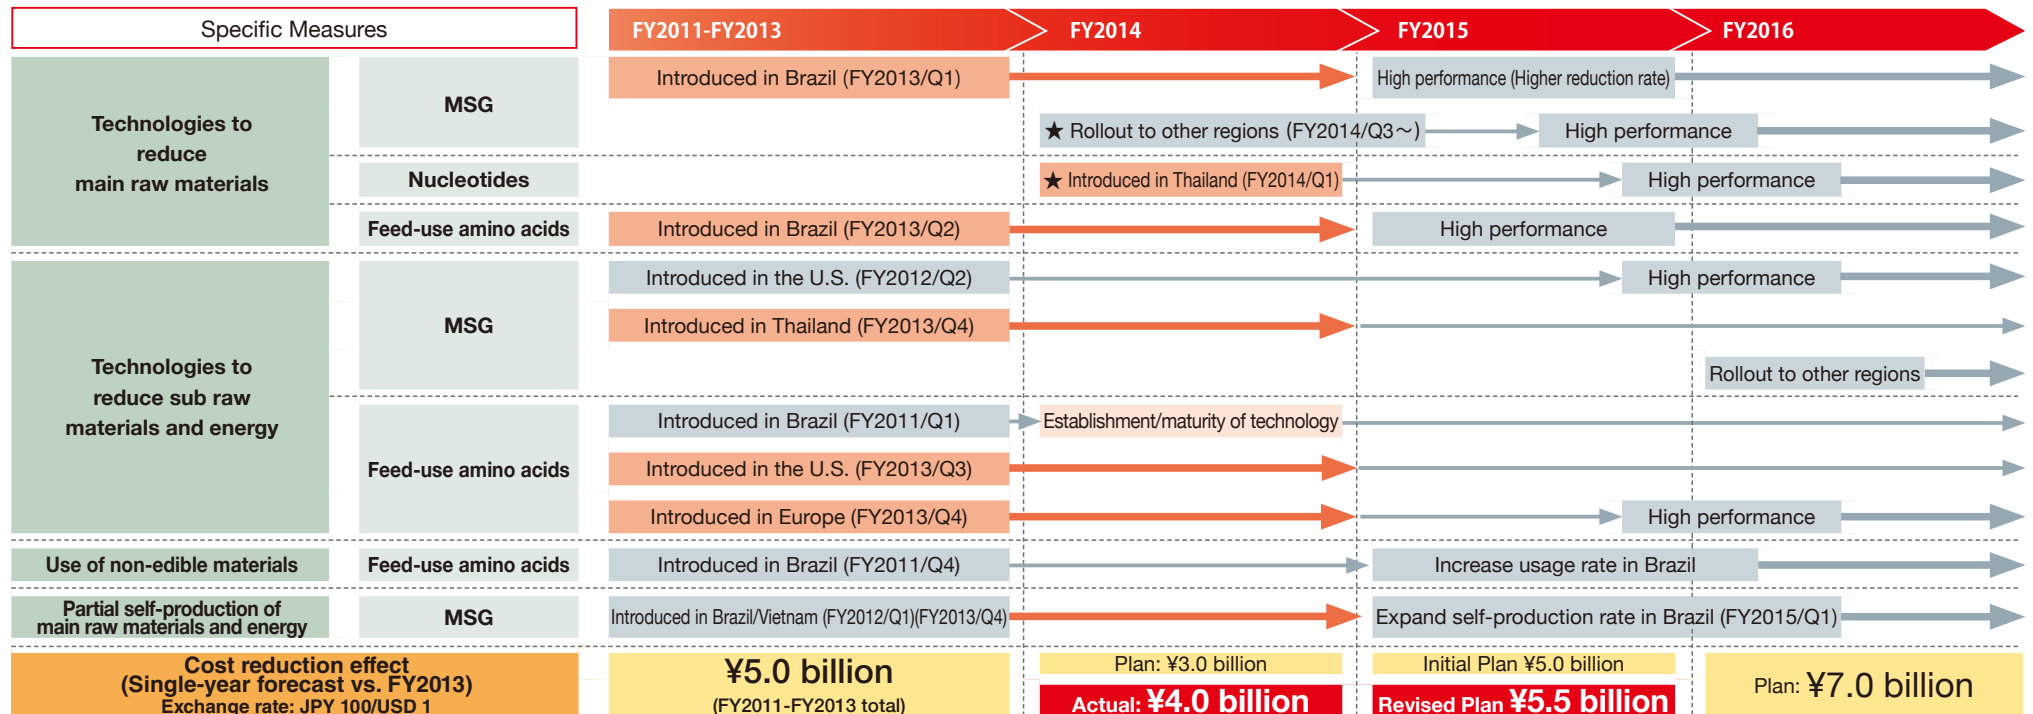 Specific Measures
FY2011-FY2013
FY2014
FY2015
FY2016
Technologies to
reduce
main raw materials
MSG
Introduced in Brazil (FY2013/Q1)
High performance (Higher reduction rate)
★ Rollout to other regions (FY2014/Q3～)
High performance
Nucleotides
★ Introduced in Thailand (FY2014/Q1)
High performance
Feed-use amino acids
Introduced in Brazil (FY2013/Q2)
High performance
Technologies to
reduce sub raw
materials and energy
MSG
Introduced in the U.S. (FY2012/Q2)
High performance
Introduced in Thailand (FY2013/Q4)
Rollout to other regions
Feed-use amino acids
Introduced in Brazil (FY2011/Q1)
Establishment/maturity of technology
Introduced in the U.S. (FY2013/Q3)
Introduced in Europe (FY2013/Q4)
High performance
Use of non-edible materials
Feed-use amino acids
Introduced in Brazil (FY2011/Q4)
Increase usage rate in Brazil
Partial self-production of
main raw materials and energy
MSG
Introduced in Brazil/Vietnam (FY2012/Q1)(FY2013/Q4)
Expand self-production rate in Brazil (FY2015/Q1)
Cost reduction effect
(Single-year forecast vs. FY2013)
Exchange rate: JPY 100/USD 1
¥5.0 billion
(FY2011-FY2013 total)
Plan: ¥3.0 billion
Actual: ¥4.0 billion
Initial Plan ¥5.0 billion
Revised Plan ¥5.5 billion
Plan: ¥7.0 billion